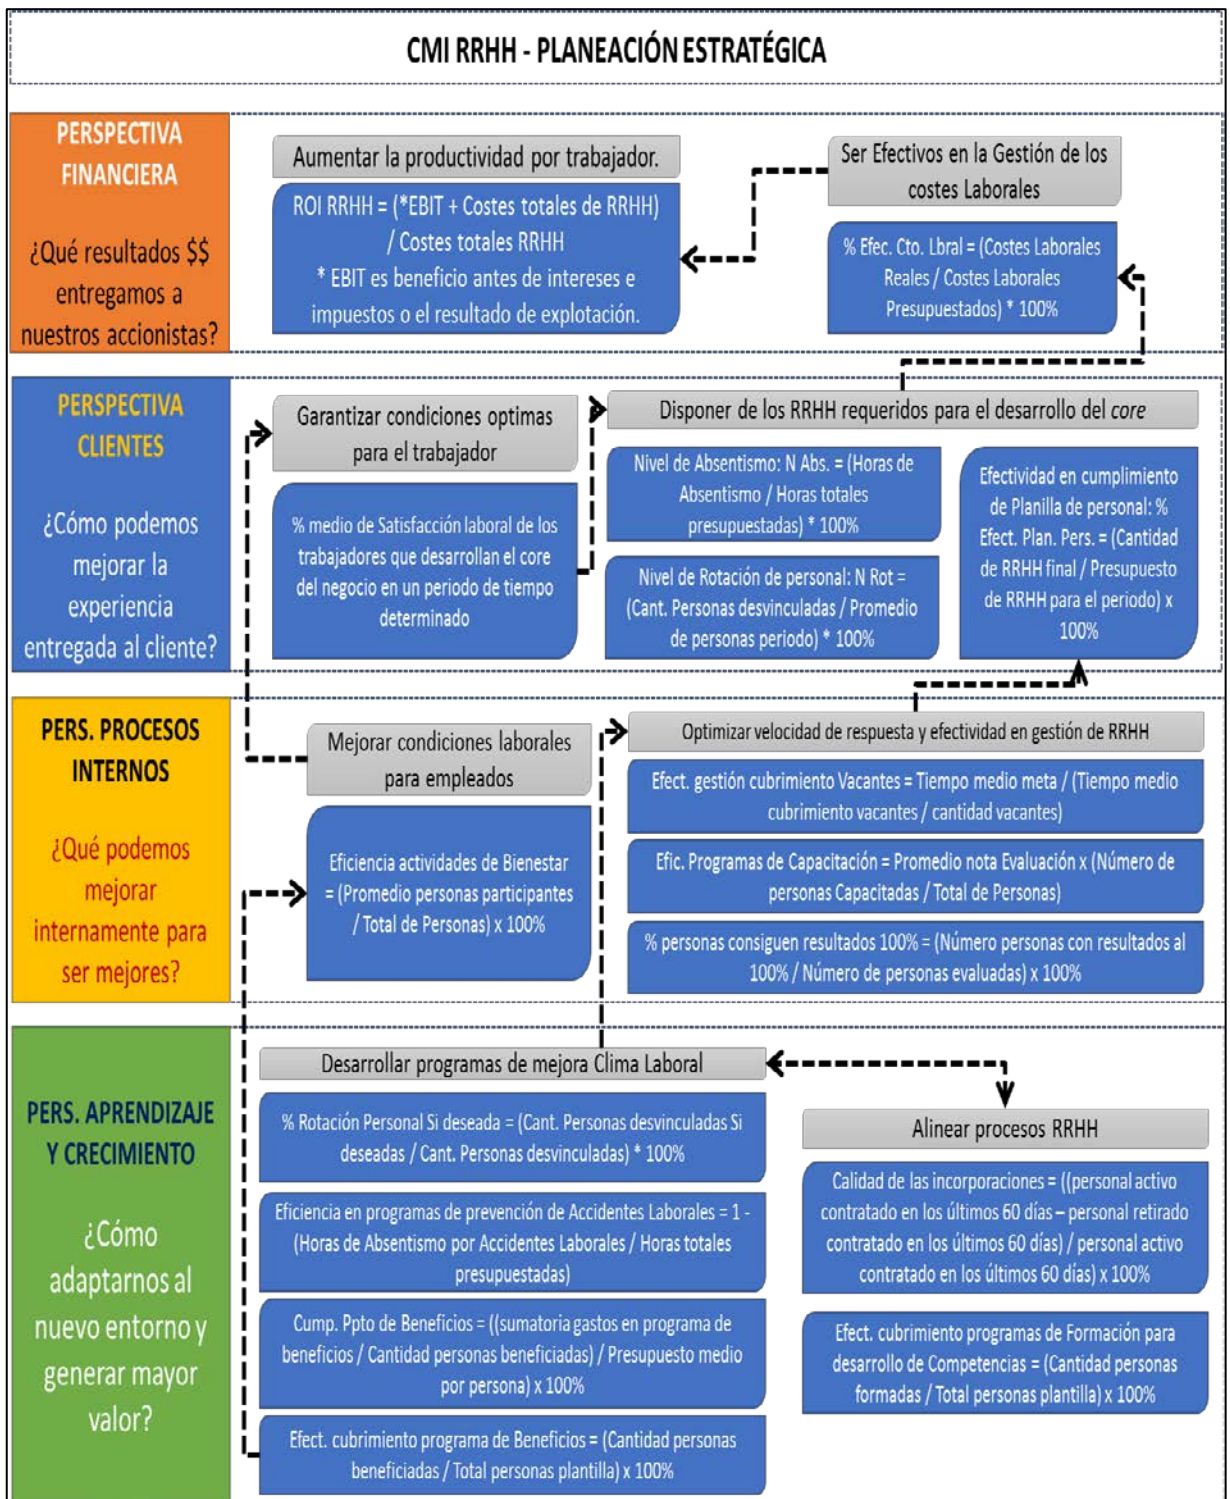 CMI RRHH - PLANEACIÓN ESTRATÉGICA
PERSPECTIVA
FINANCIERA
¿Qué resultados $$
entregamos a
nuestros accionistas?
Aumentar la productividad por trabajador.
ROI RRHH = (*EBIT + Costes totales de RRHH)
/ Costes totales RRHH
* EBIT es beneficio antes de intereses e
impuestos o el resultado de explotación.
Ser Efectivos en la Gestión de los
costes Laborales
% Efec. Cto. Lbral = (Costes Laborales
Reales / Costes Laborales
Presupuestados) * 100%
PERSPECTIVA
CLIENTES
¿Cómo podemos
mejorar la
experiencia
entregada al cliente?
Garantizar condiciones optimas
para el trabajador
% medio de Satisfacción laboral de los
trabajadores que desarrollan el core
del negocio en un periodo de tiempo
determinado
Disponer de los RRHH requeridos para el desarrollo del core
Nivel de Absentismo: N Abs. = (Horas de
Absentismo / Horas totales
presupuestadas) * 100%
Nivel de Rotación de personal: N Rot =
(Cant. Personas desvinculadas / Promedio
de personas periodo) * 100%
Efectividad en cumplimiento
de Planilla de personal: %
Efect. Plan. Pers. = (Cantidad
de RRHH final / Presupuesto
de RRHH para el periodo) x
100%
PERS. PROCESOS
INTERNOS
¿Qué podemos
mejorar
internamente para
ser mejores?
Mejorar condiciones laborales
para empleados
Eficiencia actividades de Bienestar
= (Promedio personas participantes
/ Total de Personas) x 100%
Optimizar velocidad de respuesta y efectividad en gestión de RRHH
Efect. gestión cubrimiento Vacantes = Tiempo medio meta / (Tiempo medio
cubrimiento vacantes / cantidad vacantes)
Efic. Programas de Capacitación = Promedio nota Evaluación x (Número de
personas Capacitadas / Total de Personas)
% personas consiguen resultados 100% = (Número personas con resultados al
100% / Número de personas evaluadas) x 100%
PERS. APRENDIZAJE
Y CRECIMIENTO
¿Cómo
adaptarnos al
nuevo entorno y
generar mayor
valor?
Desarrollar programas de mejora Clima Laboral
% Rotación Personal Si deseada = (Cant. Personas desvinculadas Si
deseadas / Cant. Personas desvinculadas) * 100%
Eficiencia en programas de prevención de Accidentes Laborales = 1 -
(Horas de Absentismo por Accidentes Laborales / Horas totales
presupuestadas)
Cump. Ppto de Beneficios = ((sumatoria gastos en programa de
beneficios / Cantidad personas beneficiadas) / Presupuesto medio
por persona) x 100%
Efect. cubrimiento programa de Beneficios = (Cantidad personas
beneficiadas / Total personas plantilla) x 100%
Alinear procesos RRHH
Calidad de las incorporaciones = ((personal activo
contratado en los últimos 60 días – personal retirado
contratado en los últimos 60 días) / personal activo
contratado en los últimos 60 días) x 100%
Efect. cubrimiento programas de Formación para
desarrollo de Competencias = (Cantidad personas
formadas / Total personas plantilla) x 100%